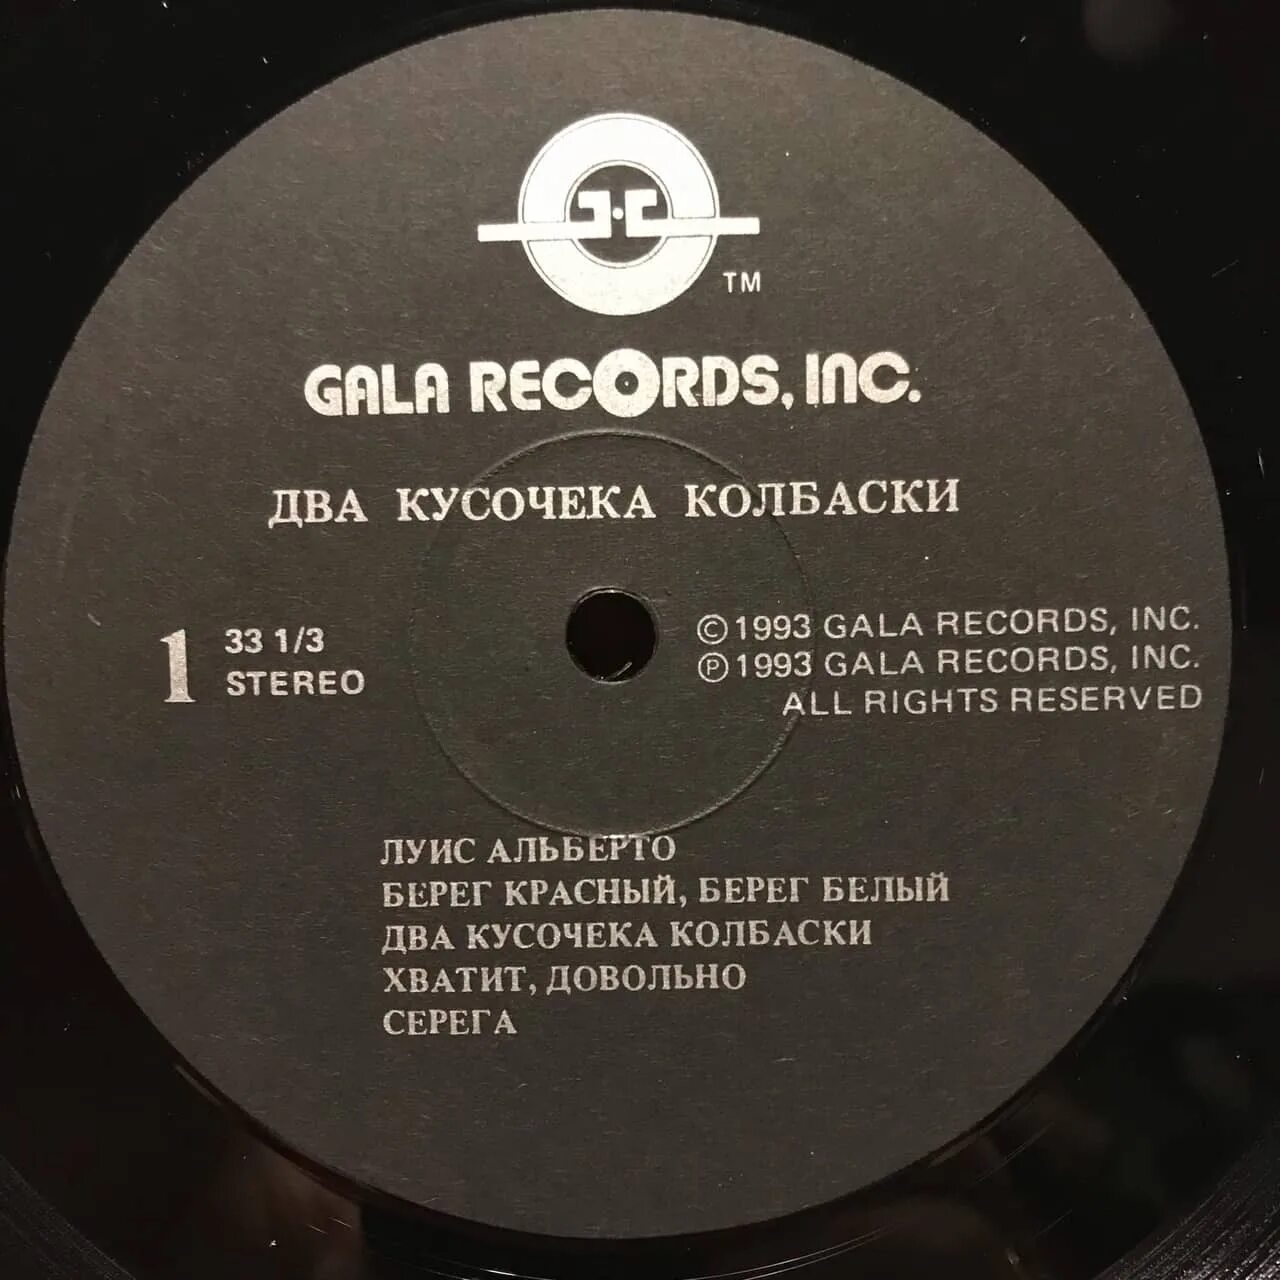 TM
GALA RECORDS, INC.
ДВА КУСОЧЕКА КОЛБАСКИ
1
33 1/3
STEREO
© 1993 GALA RECORDS, INC.
℗ 1993 GALA RECORDS, INC.
ALL RIGHTS RESERVED
ЛУИС АЛЬБЕРТО
БЕРЕГ КРАСНЫЙ, БЕРЕГ БЕЛЫЙ
ДВА КУСОЧЕКА КОЛБАСКИ
ХВАТИТ, ДОВОЛЬНО
СЕРЕГА